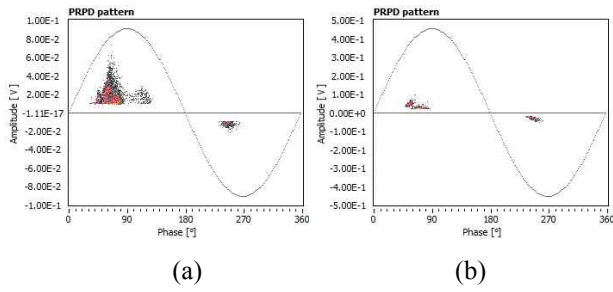 PRPD pattern
Amplitude [ V ]
1.00E-1
8.00E-2
6.00E-2
4.00E-2
2.00E-2
-1.11E-17
-2.00E-2
-4.00E-2
-6.00E-2
-8.00E-2
-1.00E-1
0 90 180 270 360
Phase [°]
(a)
PRPD pattern
Amplitude [ V ]
5.00E-1
4.00E-1
3.00E-1
2.00E-1
1.00E-1
0.00E+0
-1.00E-1
-2.00E-1
-3.00E-1
-4.00E-1
-5.00E-1
0 90 180 270 360
Phase [°]
(b)